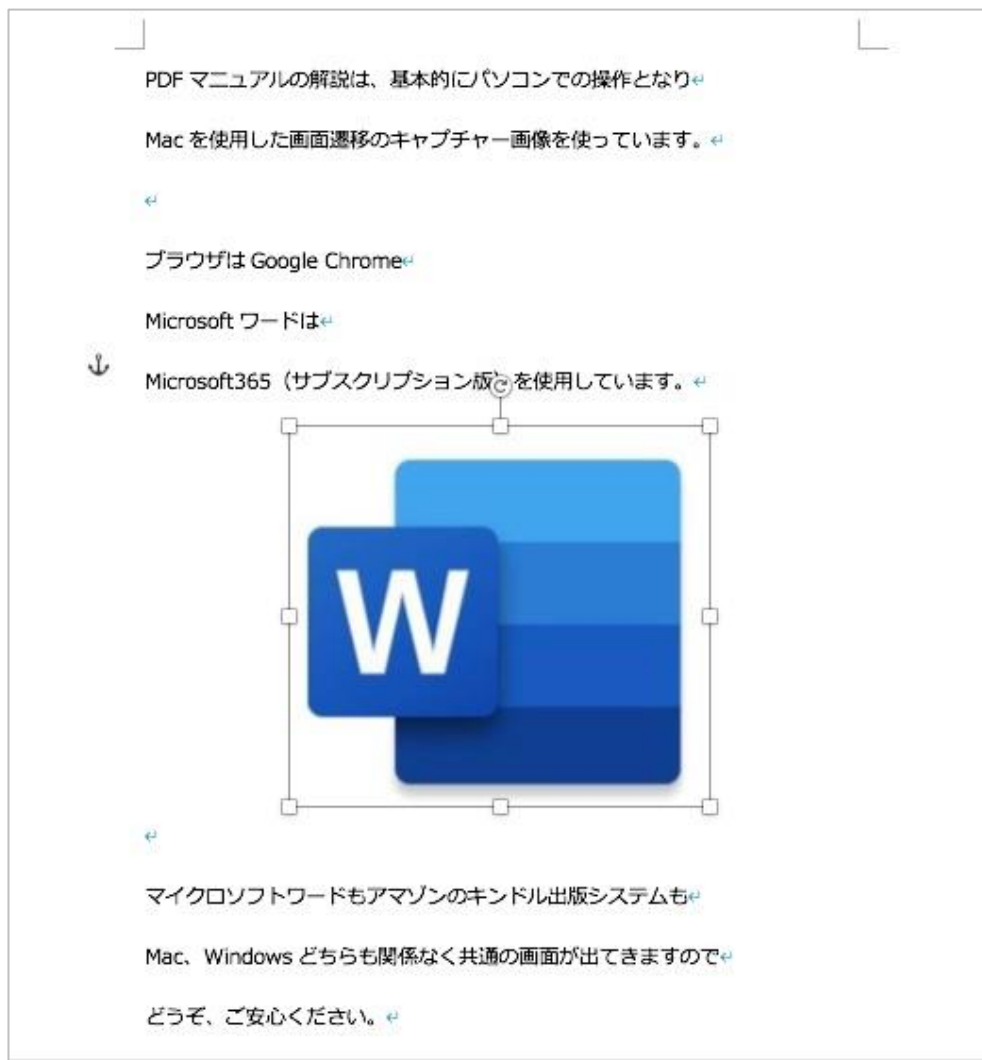 PDF マニュアルの解説は、基本的にパソコンでの操作となり
Mac を使用した画面遷移のキャプチャー画像を使っています。
ブラウザは Google Chrome
Microsoft ワードは
Microsoft365（サブスクリプション版）を使用しています。
W
マイクロソフトワードもアマゾンのキンドル出版システムも
Mac、Windows どちらも関係なく共通の画面が出てきますので
どうぞ、ご安心ください。